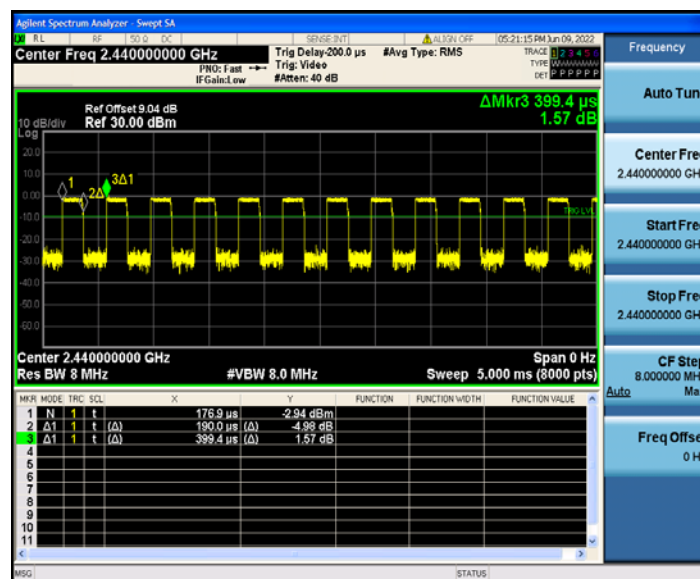 Agilent Spectrum Analyzer - Swept SA
RL RF 50 Ω DC SENSE:INT ALIGN OFF 05:21:15 PM Jun 09, 2022
Center Freq 2.440000000 GHz
Trig Delay-200.0 µs #Avg Type: RMS
TRACE 1 2 3 4 5 6
PNO: Fast Trig: Video
TYPE WWWWWW
IFGain:Low #Atten: 40 dB
DET P P P P P P
ΔMkr3 399.4 µs
1.57 dB
Ref Offset 9.04 dB
10 dB/div Ref 30.00 dBm
Log
20.0
10.0
0.00
-10.0
-20.0
-30.0
-40.0
-50.0
-60.0
1
2Δ
3Δ1
TRIG LVL
Center 2.440000000 GHz Span 0 Hz
Res BW 8 MHz #VBW 8.0 MHz Sweep 5.000 ms (8000 pts)
MKR MODE TRC SCL X Y FUNCTION FUNCTION WIDTH FUNCTION VALUE
1 N 1 t 176.9 µs -2.94 dBm
2 Δ1 1 t (Δ) 190.0 µs (Δ) -4.98 dB
3 Δ1 1 t (Δ) 399.4 µs (Δ) 1.57 dB
4
5
6
7
8
9
10
11
MSG STATUS
Frequency
Auto Tun
Center Fre
2.440000000 GH
Start Fre
2.440000000 GH
Stop Fre
2.440000000 GH
CF Ste
8.000000 MH
Auto Ma
Freq Offse
0 H